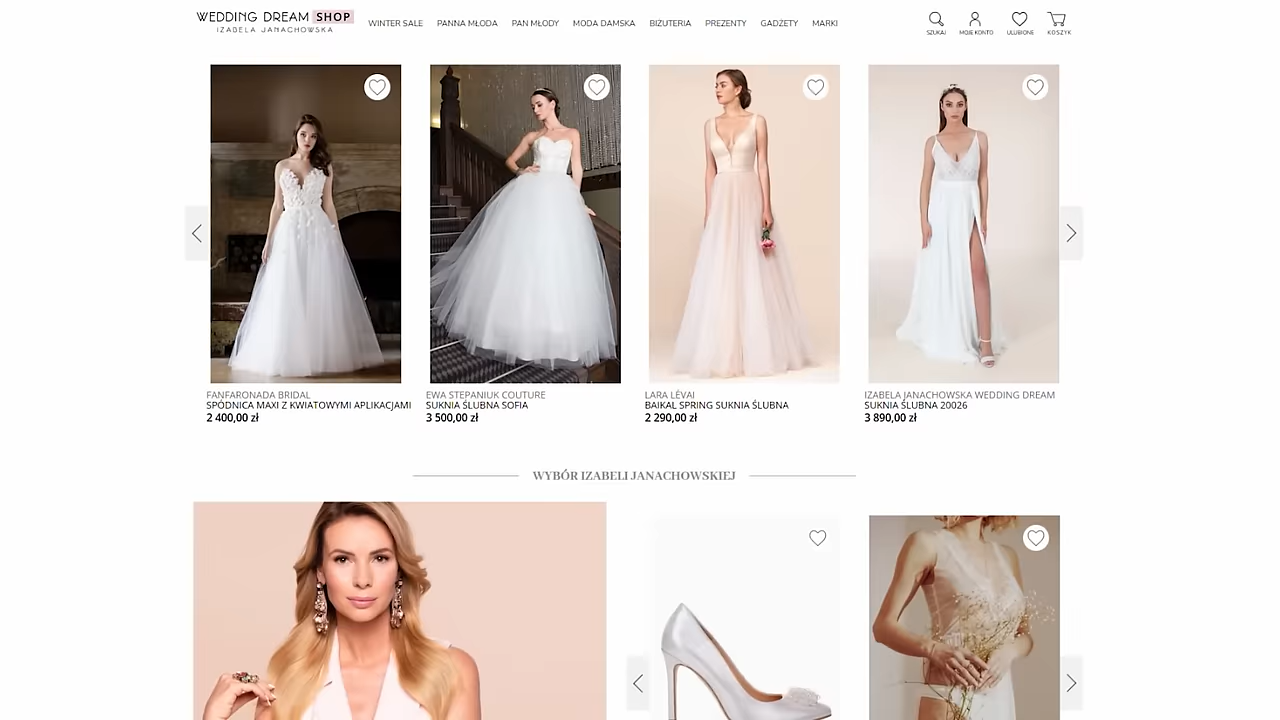 WEDDING DREAM SHOP
IZABELA JANACHOWSKA
WINTER SALE
PANNA MŁODA
PAN MŁODY
MODA DAMSKA
BIŻUTERIA
PREZENTY
GADŻETY
MARKI
SZUKAJ
MOJE KONTO
ULUBIONE
KOSZYK
FANFARONADA BRIDAL
SPÓDNICA MAXI Z KWIATOWYMI APLIKACJAMI
2 400,00 zł
EWA STEPANIUK COUTURE
SUKNIA ŚLUBNA SOFIA
3 500,00 zł
LARA LÉVAI
BAIKAL SPRING SUKNIA ŚLUBNA
2 290,00 zł
IZABELA JANACHOWSKA WEDDING DREAM
SUKNIA ŚLUBNA 20026
3 890,00 zł
WYBÓR IZABELI JANACHOWSKIEJ